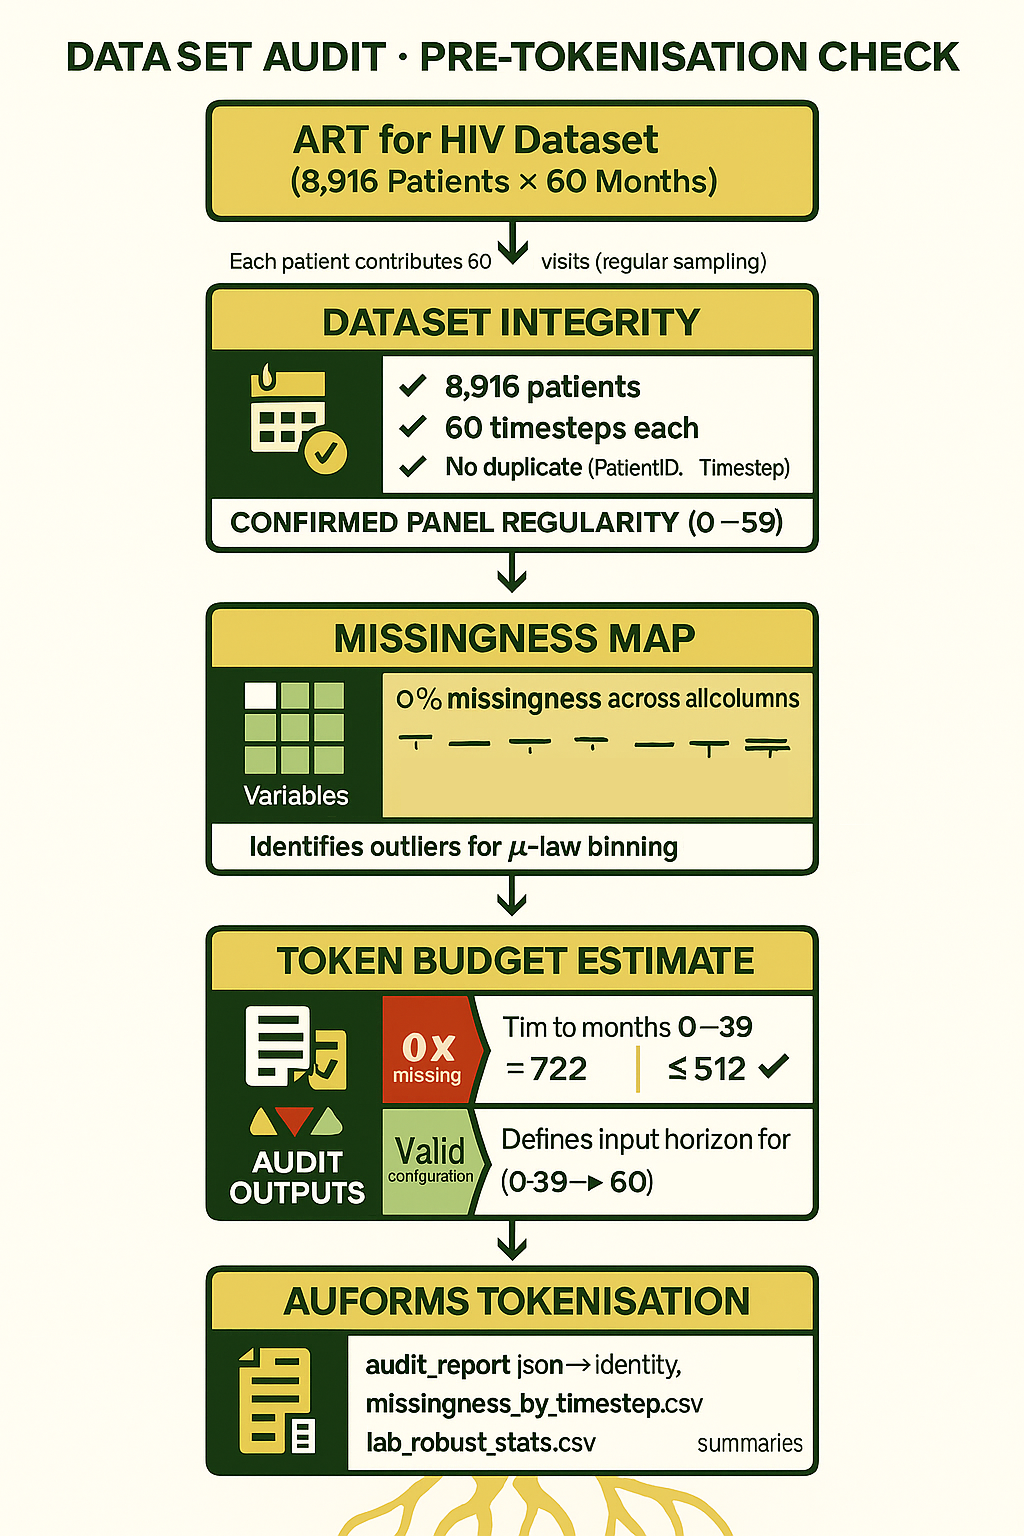 DATASET AUDIT · PRE-TOKENISATION CHECK
ART for HIV Dataset
(8,916 Patients × 60 Months)
Each patient contributes 60 visits (regular sampling)
DATASET INTEGRITY
✓ 8,916 patients
✓ 60 timesteps each
✓ No duplicate (PatientID. Timestep)
CONFIRMED PANEL REGULARITY (0–59)
MISSINGNESS MAP
0% missingness across allcolumns
Variables
Identifies outliers for μ-law binning
TOKEN BUDGET ESTIMATE
0x
missing
Tim to months 0–39
= 722 | ≤ 512 ✓
AUDIT
OUTPUTS
Valid
confguration
Defines input horizon for
(0-39–▸ 60)
AUFORMS TOKENISATION
audit_report json→identity,
missingness_by_timestep.csv
lab_robust_stats.csv summaries